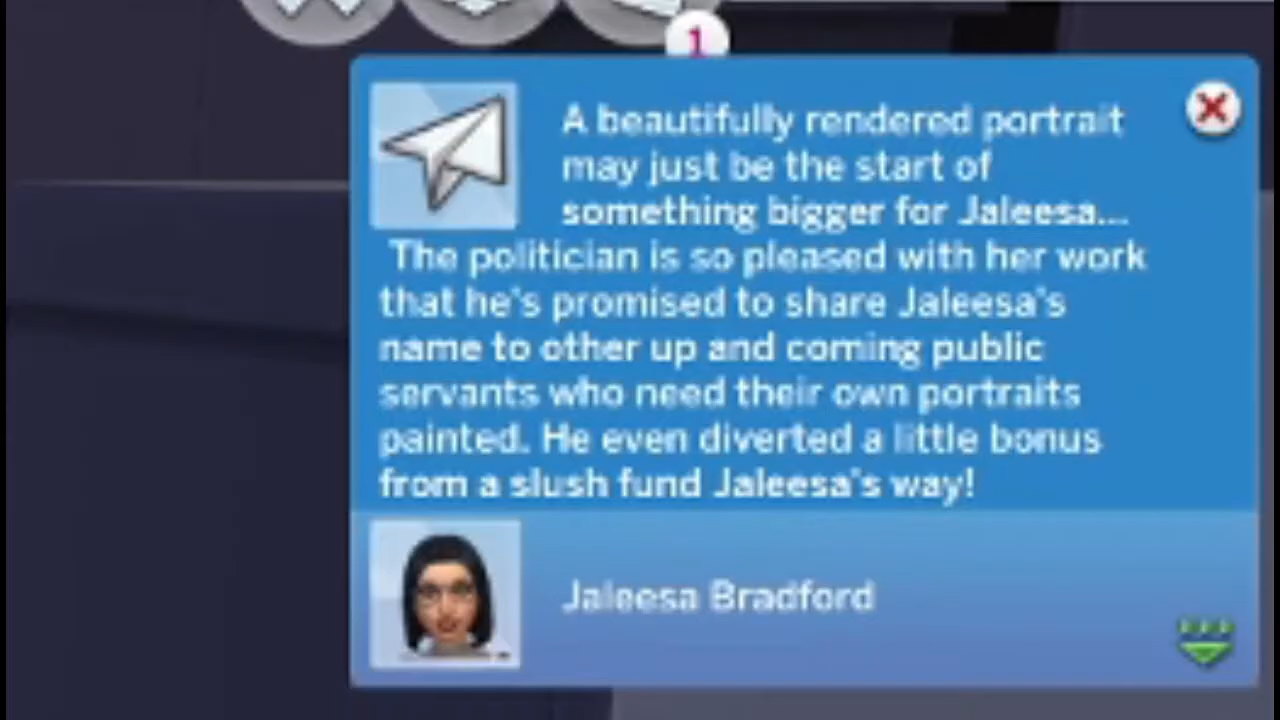 1
A beautifully rendered portrait
may just be the start of
something bigger for Jaleesa...
The politician is so pleased with her work
that he's promised to share Jaleesa's
name to other up and coming public
servants who need their own portraits
painted. He even diverted a little bonus
from a slush fund Jaleesa's way!
Jaleesa Bradford